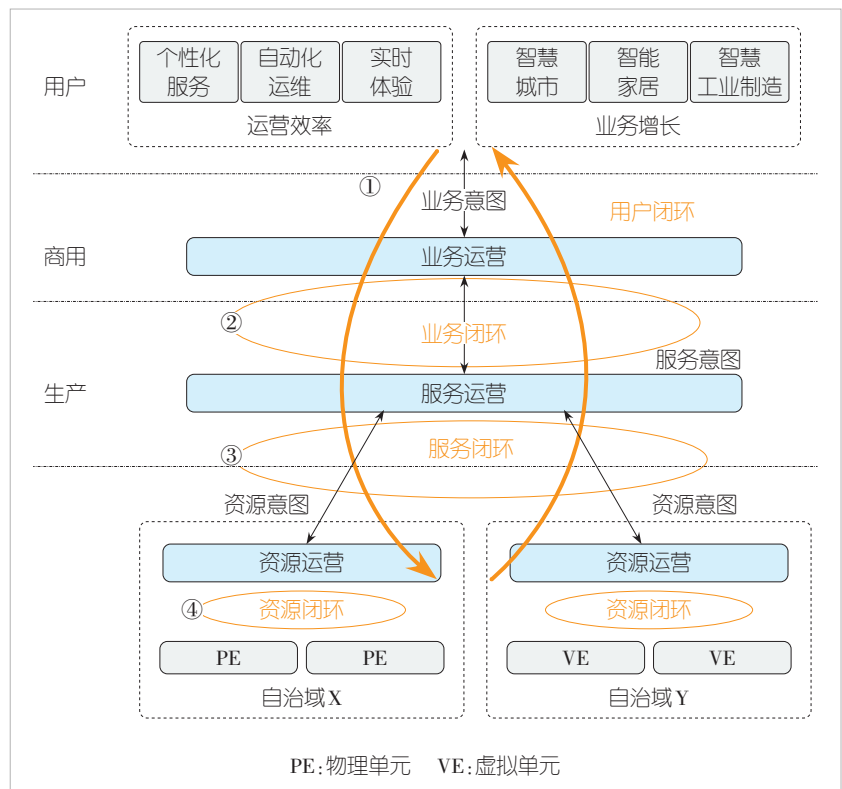 用户
个性化
服务
自动化
运维
实时
体验
运营效率
智慧
城市
智能
家居
智慧
工业制造
业务增长
①
业务意图
用户闭环
商用
业务运营
②
业务闭环
服务意图
生产
服务运营
③
服务闭环
资源意图
资源意图
资源运营
资源运营
④
资源闭环
资源闭环
PE
PE
VE
VE
自治域X
自治域Y
PE:物理单元 VE:虚拟单元